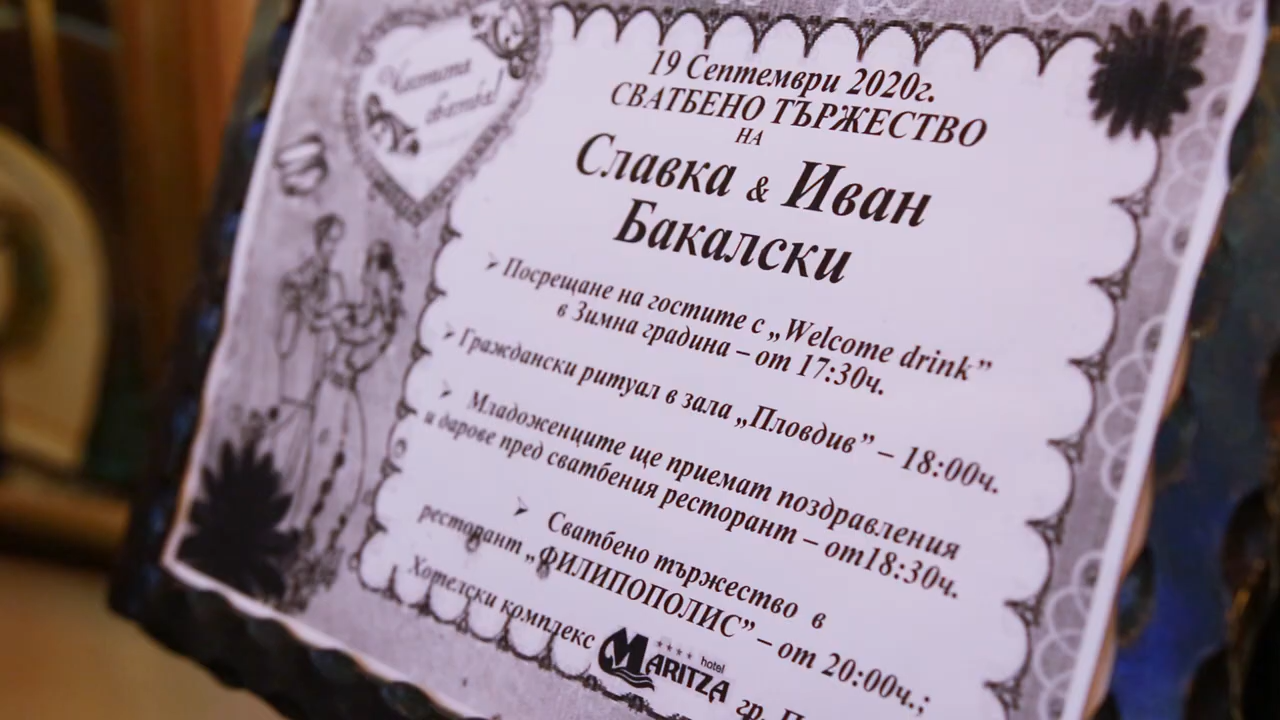 Честита
сватба!
19 Септември 2020г.
СВАТБЕНО ТЪРЖЕСТВО
НА
Славка & Иван
Бакалски
➢ Посрещане на гостите с „Welcome drink”
в Зимна градина – от 17:30ч.
➢ Граждански ритуал в зала „Пловдив” – 18:00ч.
➢ Младоженците ще приемат поздравления
и дарове пред сватбения ресторант – от18:30ч.
➢ Сватбено тържество в
ресторант „ФИЛИПОПОЛИС” – от 20:00ч.;
Хотелски комплекс hotel MARITZA гр.